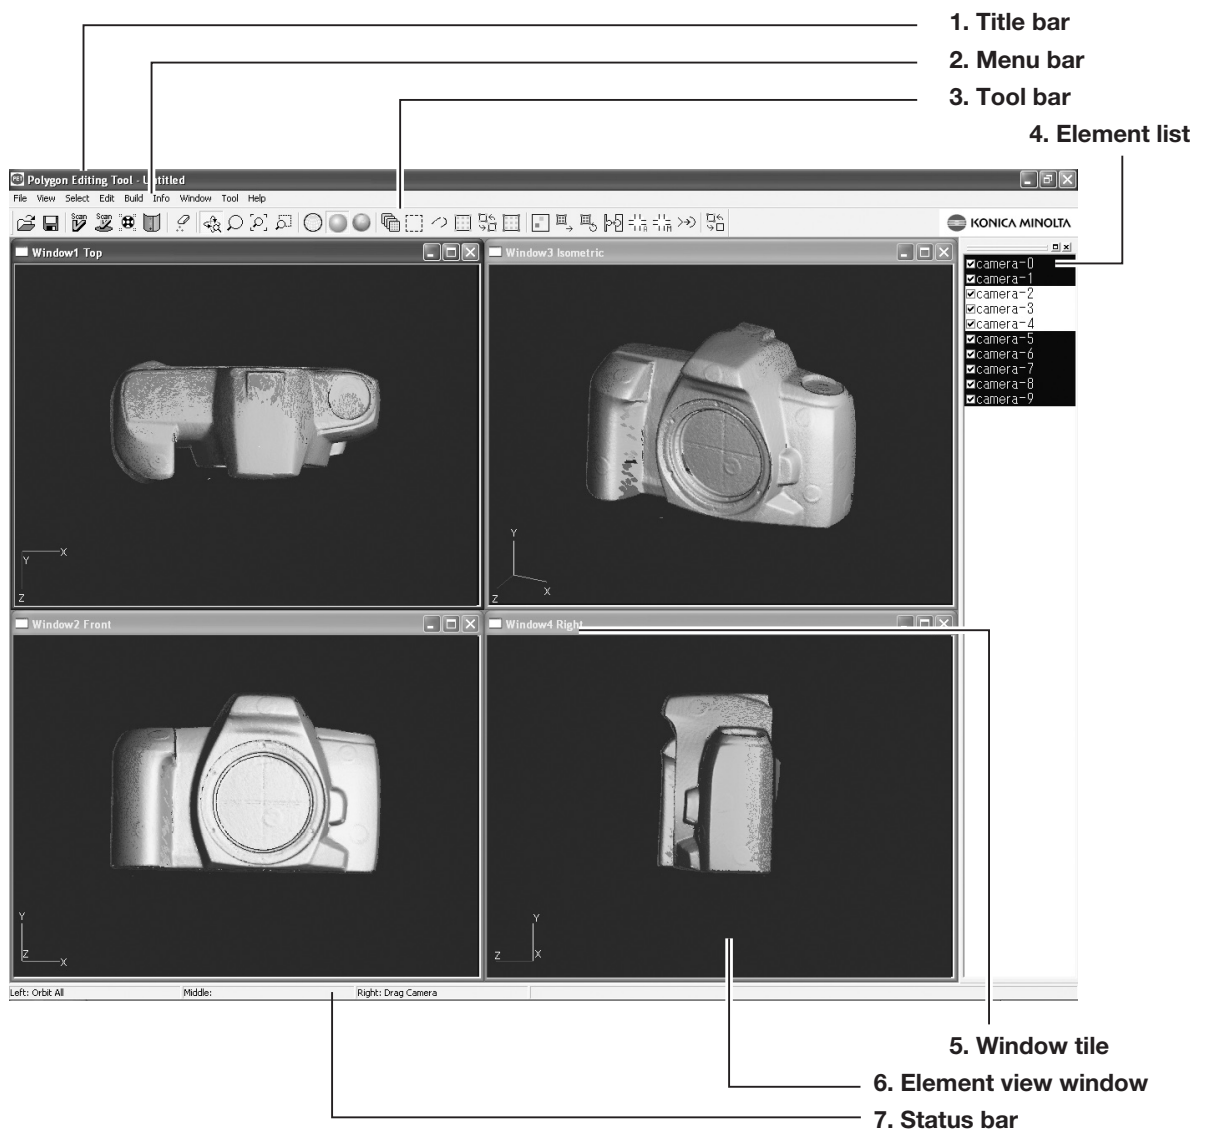 1. Title bar
2. Menu bar
3. Tool bar
4. Element list
PET Polygon Editing Tool - Untitled
File View Select Edit Build Info Window Tool Help
Scan Scan
KONICA MINOLTA
Window1 Top
Window3 Isometric
camera-0
camera-1
camera-2
camera-3
camera-4
camera-5
camera-6
camera-7
camera-8
camera-9
X
Y
Z
Y
X
Z
Window2 Front
Window4 Right
Y
Z
X
Y
Z
X
Left: Orbit All Middle: Right: Drag Camera
5. Window tile
6. Element view window
7. Status bar